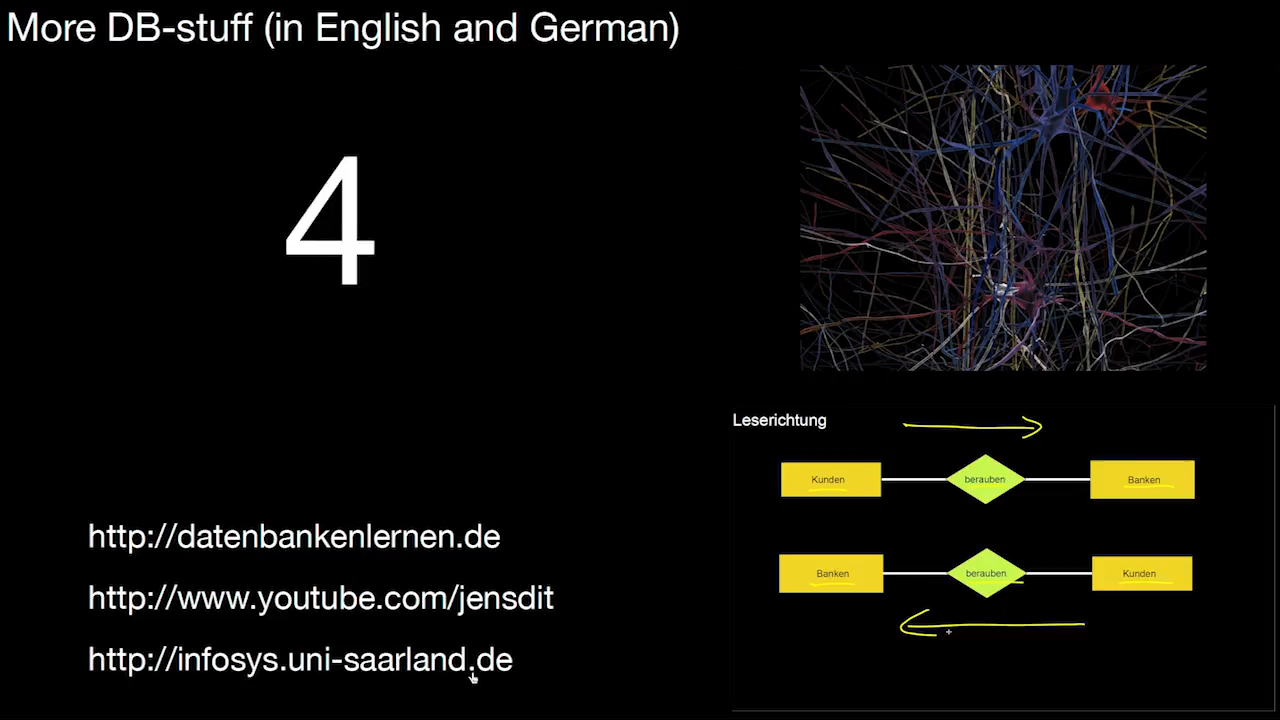 More DB-stuff (in English and German)
4
http://datenbankenlernen.de
http://www.youtube.com/jensdit
http://infosys.uni-saarland.de
Leserichtung
Kunden berauben Banken
Banken berauben Kunden